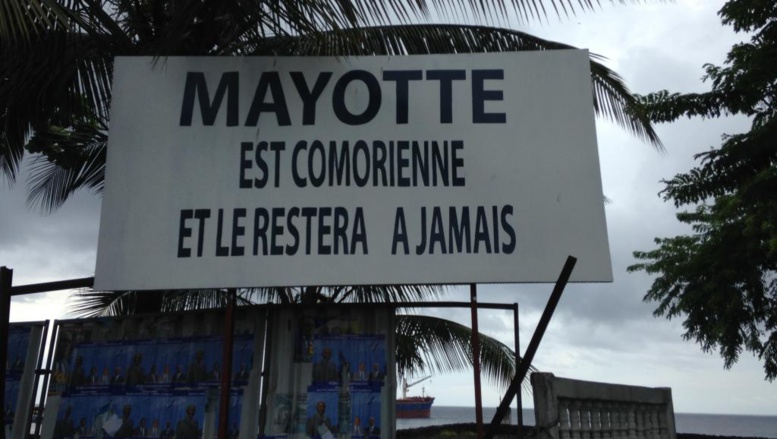 MAYOTTE
EST COMORIENNE
ET LE RESTERA A JAMAIS